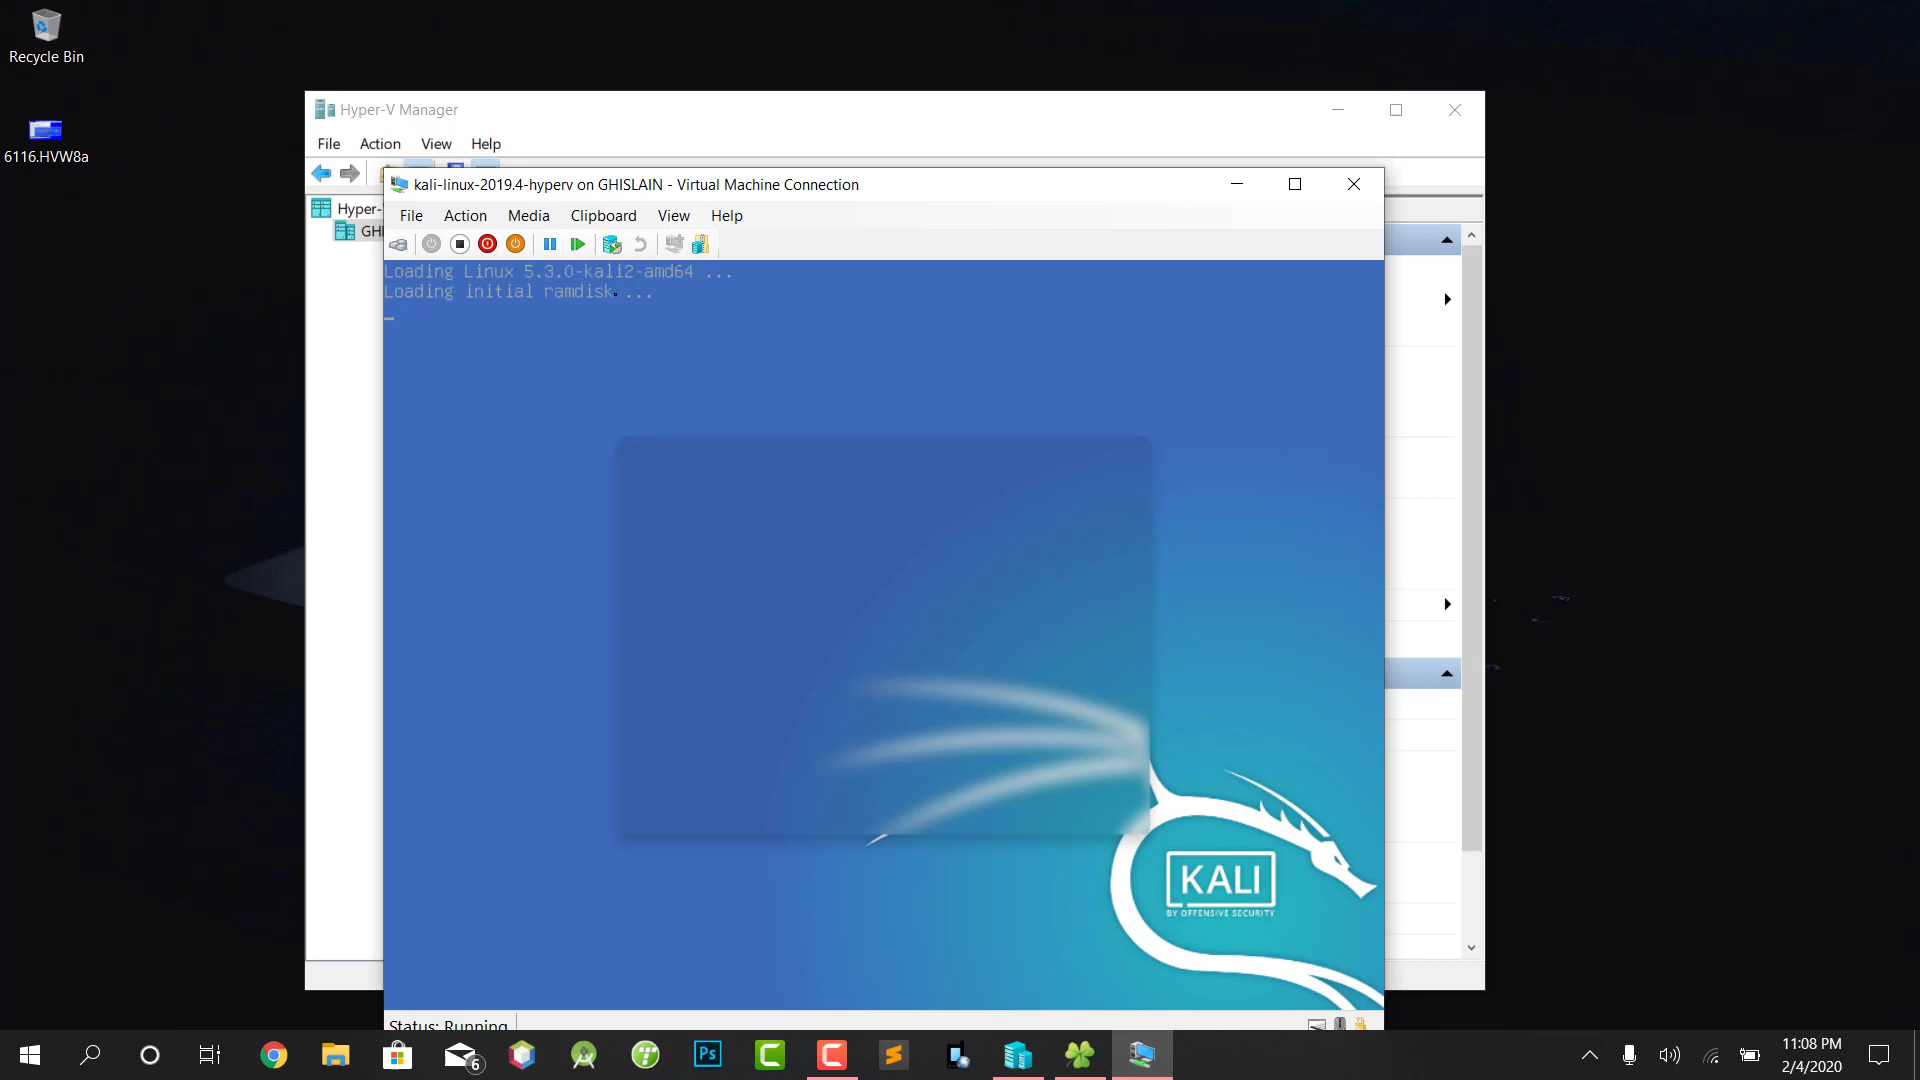 Recycle Bin
6116.HVW8a
Hyper-V Manager
File Action View Help
kali-linux-2019.4-hyperv on GHISLAIN - Virtual Machine Connection
Hyper-
GHI
File Action Media Clipboard View Help
Loading Linux 5.3.0-kali2-amd64 ...
Loading initial ramdisk ...
_
KALI
BY OFFENSIVE SECURITY
Status: Running
6
Ps
11:08 PM
2/4/2020